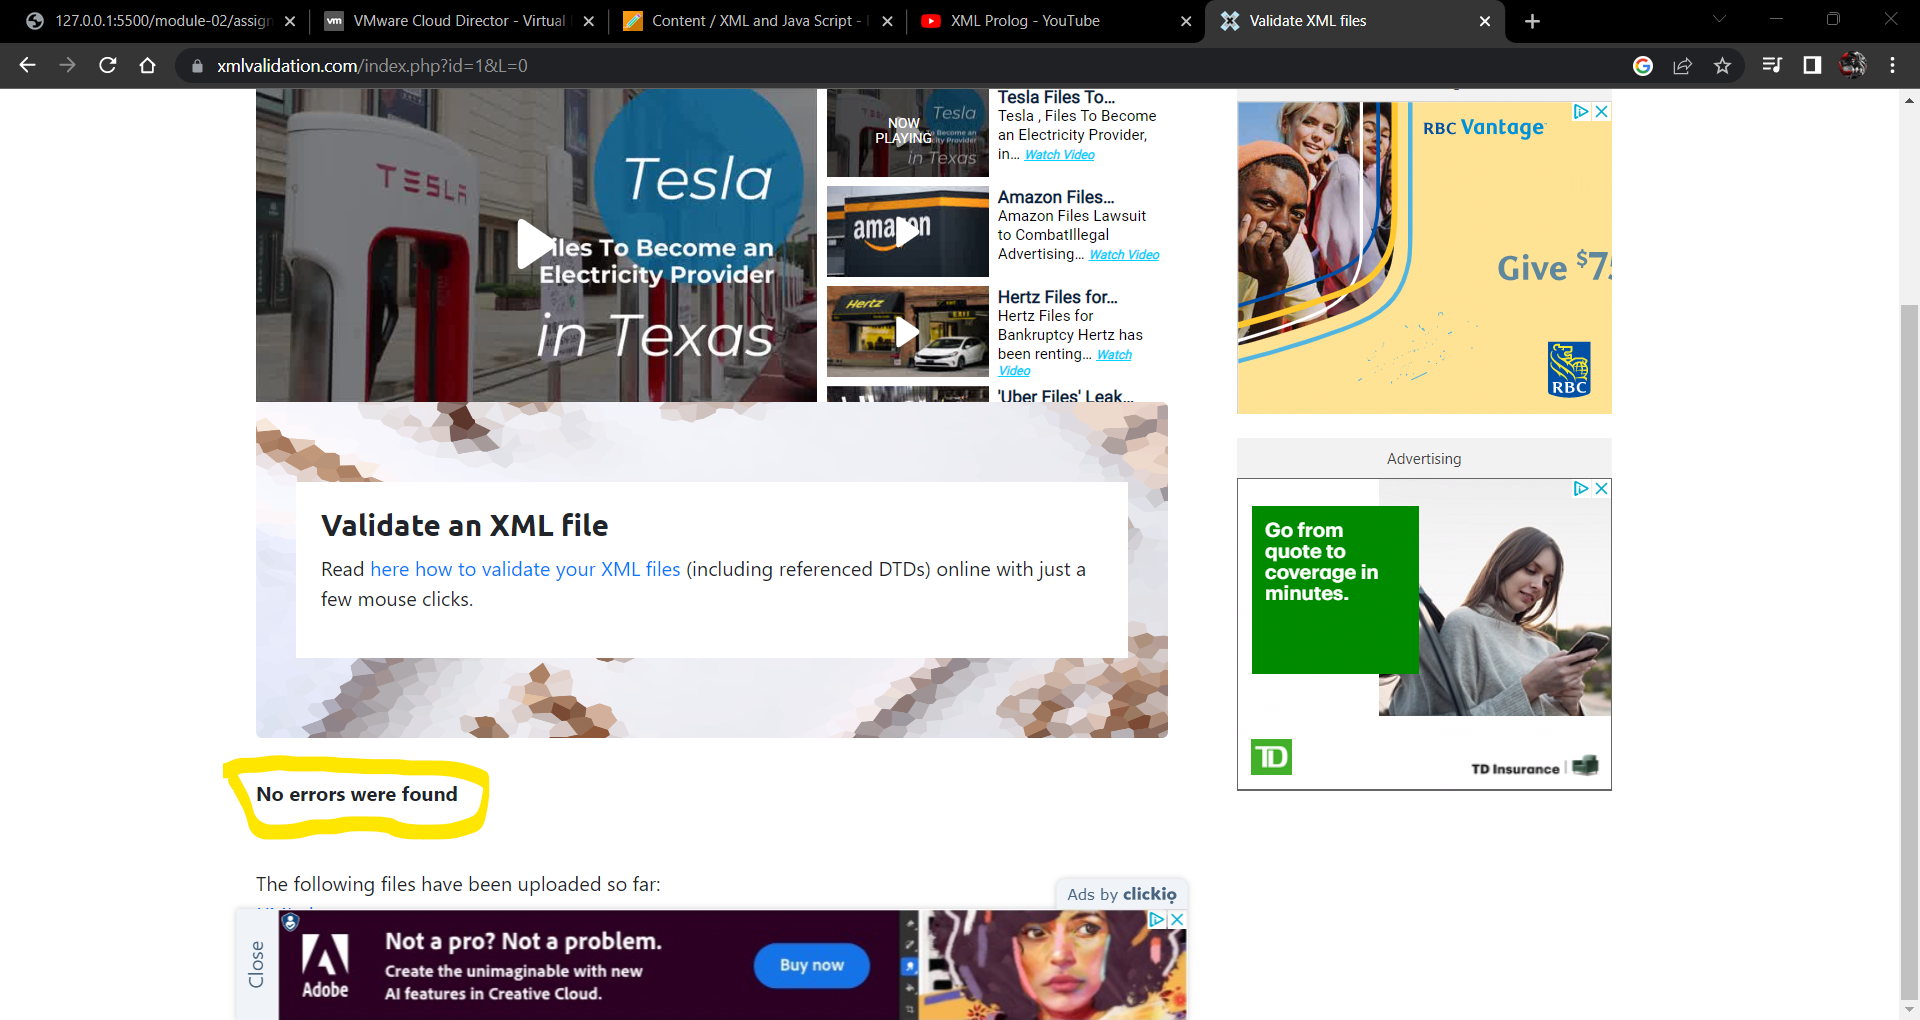 127.0.0.1:5500/module-02/assign
vm VMware Cloud Director - Virtual
Content / XML and Java Script -
XML Prolog - YouTube
Validate XML files
xmlvalidation.com/index.php?id=1&L=0
TESLA
Tesla
Files To Become an
Electricity Provider
in Texas
NOW
PLAYING
Tesla
in Texas
Tesla Files To...
Tesla , Files To Become
an Electricity Provider,
in... Watch Video
amazon
Amazon Files...
Amazon Files Lawsuit
to CombatIllegal
Advertising... Watch Video
Hertz
Hertz Files for...
Hertz Files for
Bankruptcy Hertz has
been renting... Watch
Video
'Uber Files' Leak...
RBC Vantage
Give $75
RBC
Validate an XML file
Read here how to validate your XML files (including referenced DTDs) online with just a
few mouse clicks.
Advertising
Go from
quote to
coverage in
minutes.
TD
TD Insurance
No errors were found
The following files have been uploaded so far:
Ads by clickio
Close
Adobe
Not a pro? Not a problem.
Create the unimaginable with new
AI features in Creative Cloud.
Buy now